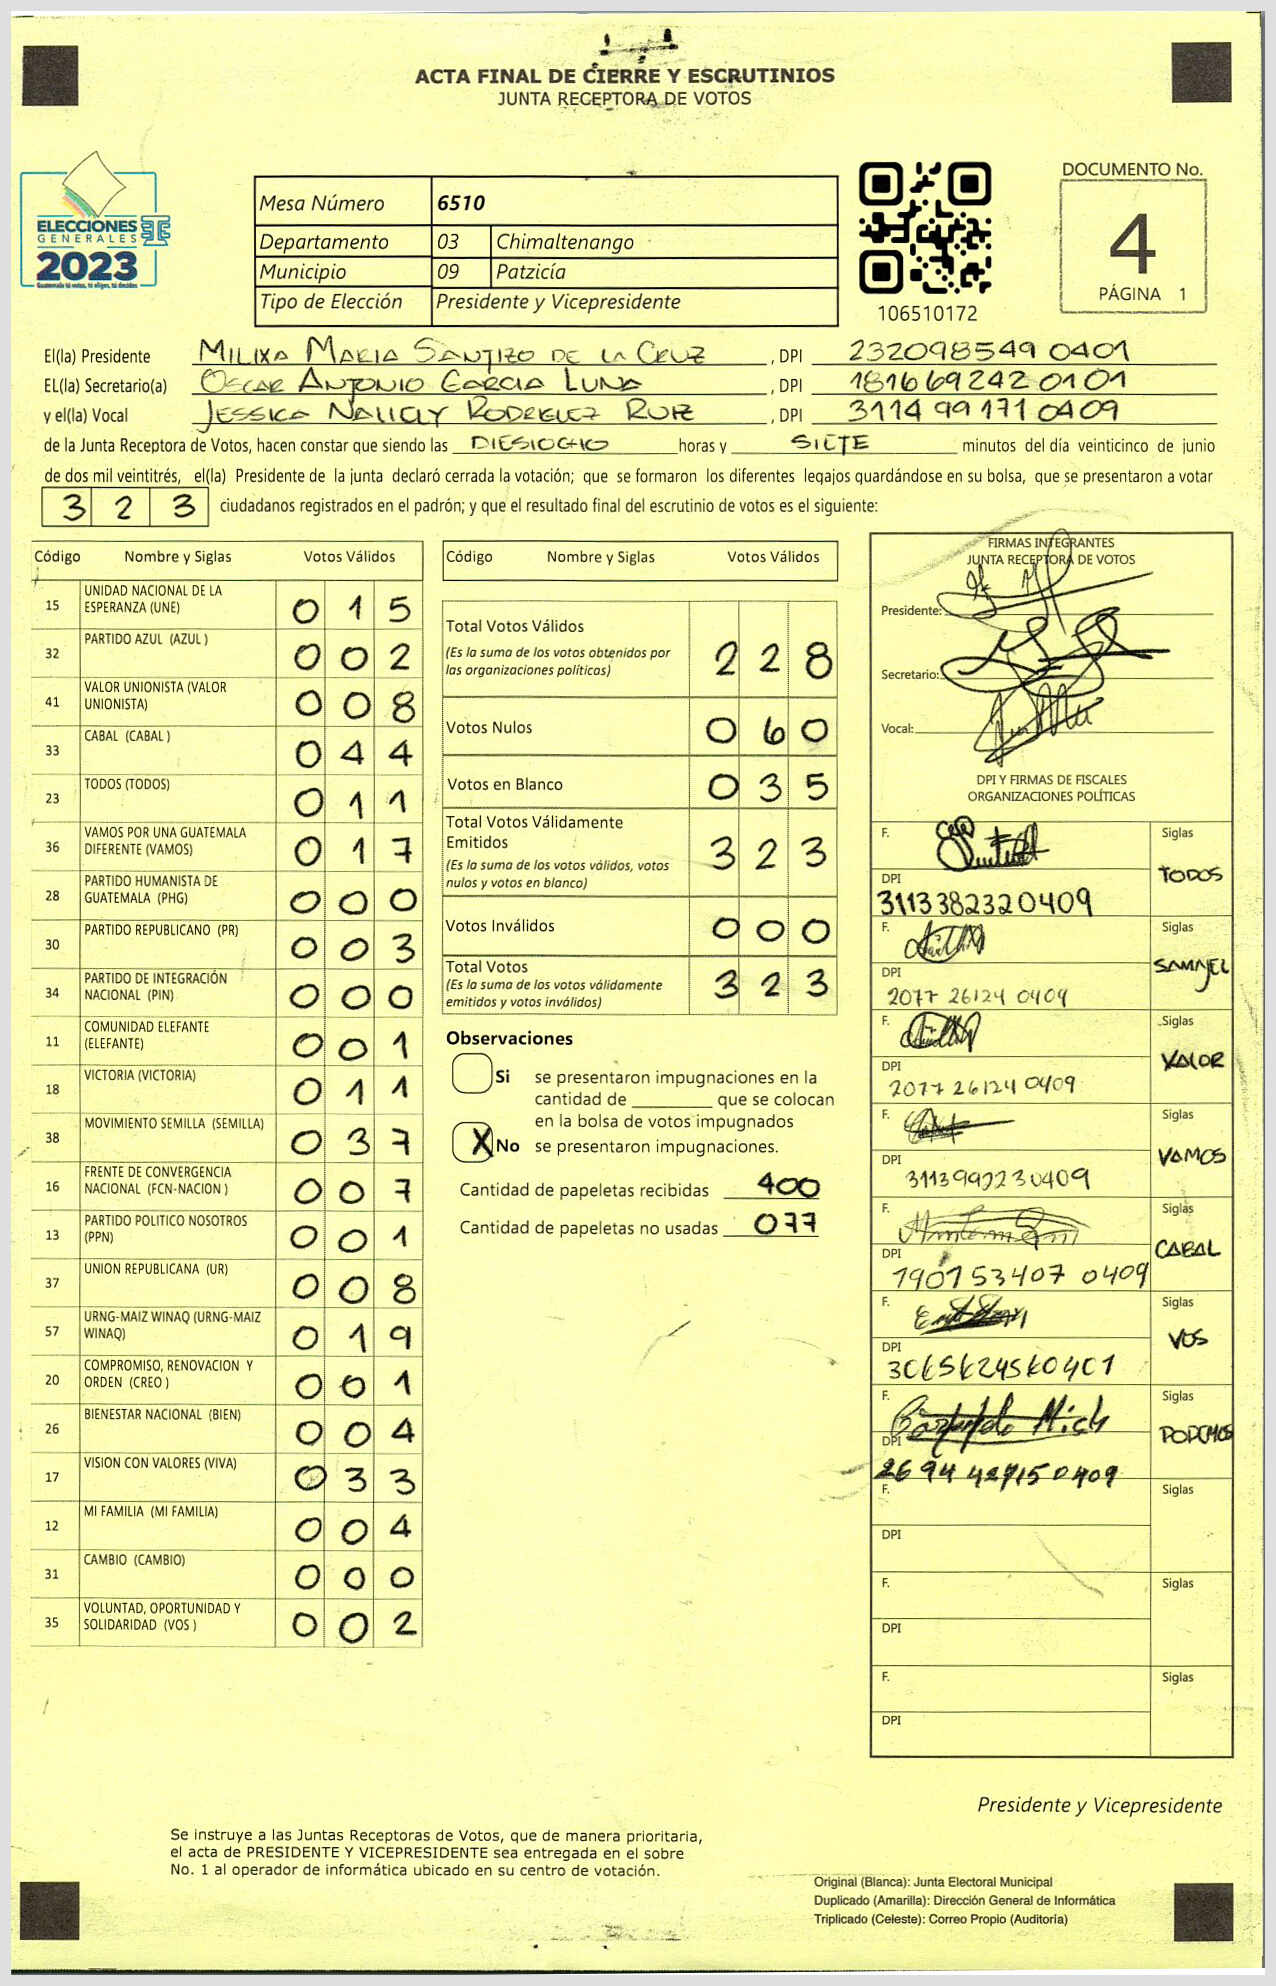 ACTA FINAL DE CIERRE Y ESCRUTINIOS
JUNTA RECEPTORA DE VOTOS
ELECCIONES
GENERALES
2023
Guatemala tú votas, tú eliges, tú decides
Mesa Número 6510
Departamento 03 Chimaltenango
Municipio 09 Patzicía
Tipo de Elección Presidente y Vicepresidente
106510172
DOCUMENTO No.
4
PÁGINA 1
El(la) Presidente MILIXA MARIA SANTIZO DE LA CRUZ, DPI 232098549 0401
EL(la) Secretario(a) OSCAR ANTONIO GARCIA LUNA, DPI 181669242 0101
y el(la) Vocal JESSICA RODRIGUEZ RUIZ, DPI 3114 99171 0409
de la Junta Receptora de Votos, hacen constar que siendo las DIESIOCHO horas y SIETE minutos del día veinticinco de junio
de dos mil veintitrés, el(la) Presidente de la junta declaró cerrada la votación; que se formaron los diferentes legajos guardándose en su bolsa, que se presentaron a votar
3 2 3 ciudadanos registrados en el padrón; y que el resultado final del escrutinio de votos es el siguiente:
Código Nombre y Siglas Votos Válidos
15 UNIDAD NACIONAL DE LA ESPERANZA (UNE) 0 1 5
32 PARTIDO AZUL (AZUL ) 0 0 2
41 VALOR UNIONISTA (VALOR UNIONISTA) 0 0 8
33 CABAL (CABAL ) 0 4 4
23 TODOS (TODOS) 0 1 1
36 VAMOS POR UNA GUATEMALA DIFERENTE (VAMOS) 0 1 7
28 PARTIDO HUMANISTA DE GUATEMALA (PHG) 0 0 0
30 PARTIDO REPUBLICANO (PR) 0 0 3
34 PARTIDO DE INTEGRACIÓN NACIONAL (PIN) 0 0 0
11 COMUNIDAD ELEFANTE (ELEFANTE) 0 0 1
18 VICTORIA (VICTORIA) 0 1 1
38 MOVIMIENTO SEMILLA (SEMILLA) 0 3 7
16 FRENTE DE CONVERGENCIA NACIONAL (FCN-NACION ) 0 0 7
13 PARTIDO POLITICO NOSOTROS (PPN) 0 0 1
37 UNION REPUBLICANA (UR) 0 0 8
57 URNG-MAIZ WINAQ (URNG-MAIZ WINAQ) 0 1 9
20 COMPROMISO, RENOVACION Y ORDEN (CREO ) 0 0 1
26 BIENESTAR NACIONAL (BIEN) 0 0 4
17 VISION CON VALORES (VIVA) 0 3 3
12 MI FAMILIA (MI FAMILIA) 0 0 4
31 CAMBIO (CAMBIO) 0 0 0
35 VOLUNTAD, OPORTUNIDAD Y SOLIDARIDAD (VOS ) 0 0 2
Código Nombre y Siglas Votos Válidos
Total Votos Válidos 2 2 8
(Es la suma de los votos obtenidos por
las organizaciones políticas)
Votos Nulos 0 6 0
Votos en Blanco 0 3 5
Total Votos Válidamente
Emitidos 3 2 3
(Es la suma de los votos válidos, votos
nulos y votos en blanco)
Votos Inválidos 0 0 0
Total Votos 3 2 3
(Es la suma de los votos válidamente
emitidos y votos inválidos)
Observaciones
Si se presentaron impugnaciones en la
cantidad de ________ que se colocan
en la bolsa de votos impugnados
X No se presentaron impugnaciones.
Cantidad de papeletas recibidas 400
Cantidad de papeletas no usadas 077
FIRMAS INTEGRANTES
JUNTA RECEPTORA DE VOTOS
Presidente:
Secretario:
Vocal:
DPI Y FIRMAS DE FISCALES
ORGANIZACIONES POLÍTICAS
F. Siglas
TODOS
DPI
3113382320409
F. Siglas
SAMAJEL
DPI
2077 26124 0409
F. Siglas
VALOR
DPI
2077 26124 0409
F. Siglas
VAMOS
DPI
3113992230409
F. Siglas
CABAL
DPI
1901 53407 0409
F. Siglas
VOS
DPI
F. Siglas
PODEMOS
DPI
2694 42715 0409
F. Siglas
DPI
F. Siglas
DPI
F. Siglas
DPI
Presidente y Vicepresidente
Se instruye a las Juntas Receptoras de Votos, que de manera prioritaria,
el acta de PRESIDENTE Y VICEPRESIDENTE sea entregada en el sobre
No. 1 al operador de informática ubicado en su centro de votación.
Original (Blanca): Junta Electoral Municipal
Duplicado (Amarilla): Dirección General de Informática
Triplicado (Celeste): Correo Propio (Auditoría)